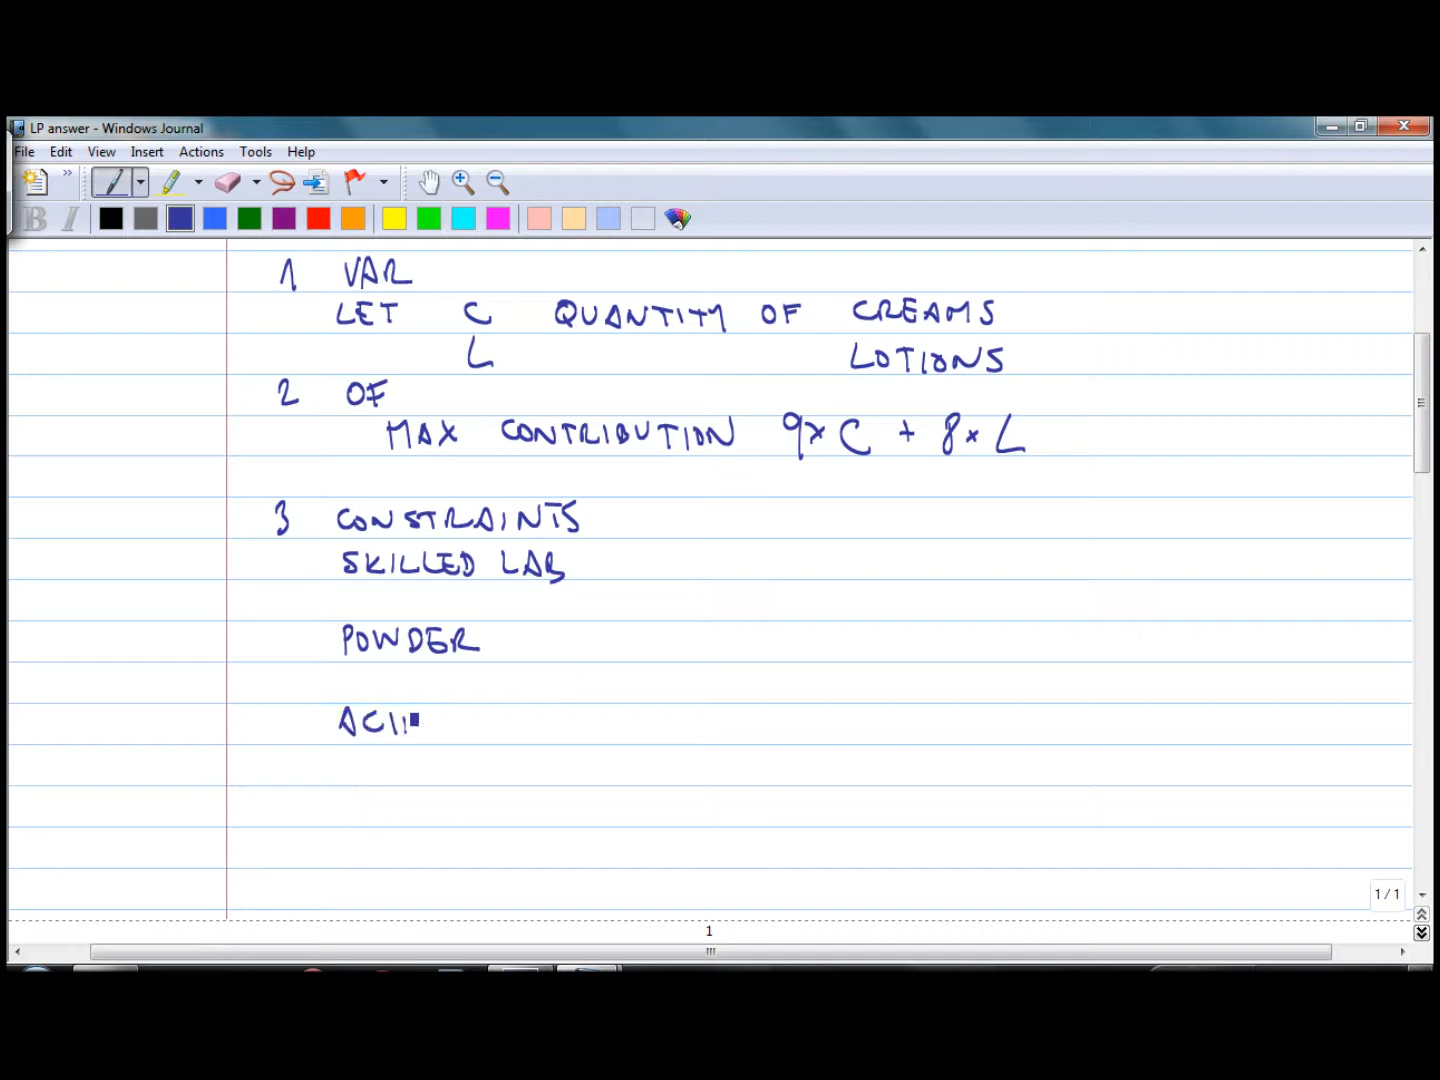 LP answer - Windows Journal
File Edit View Insert Actions Tools Help
B I
1 VAR
LET C QUANTITY OF CREAMS
L LOTIONS
2 OF
MAX CONTRIBUTION 9× C + 8× L
3 CONSTRAINTS
SKILLED LAB
POWDER
1 / 1
1